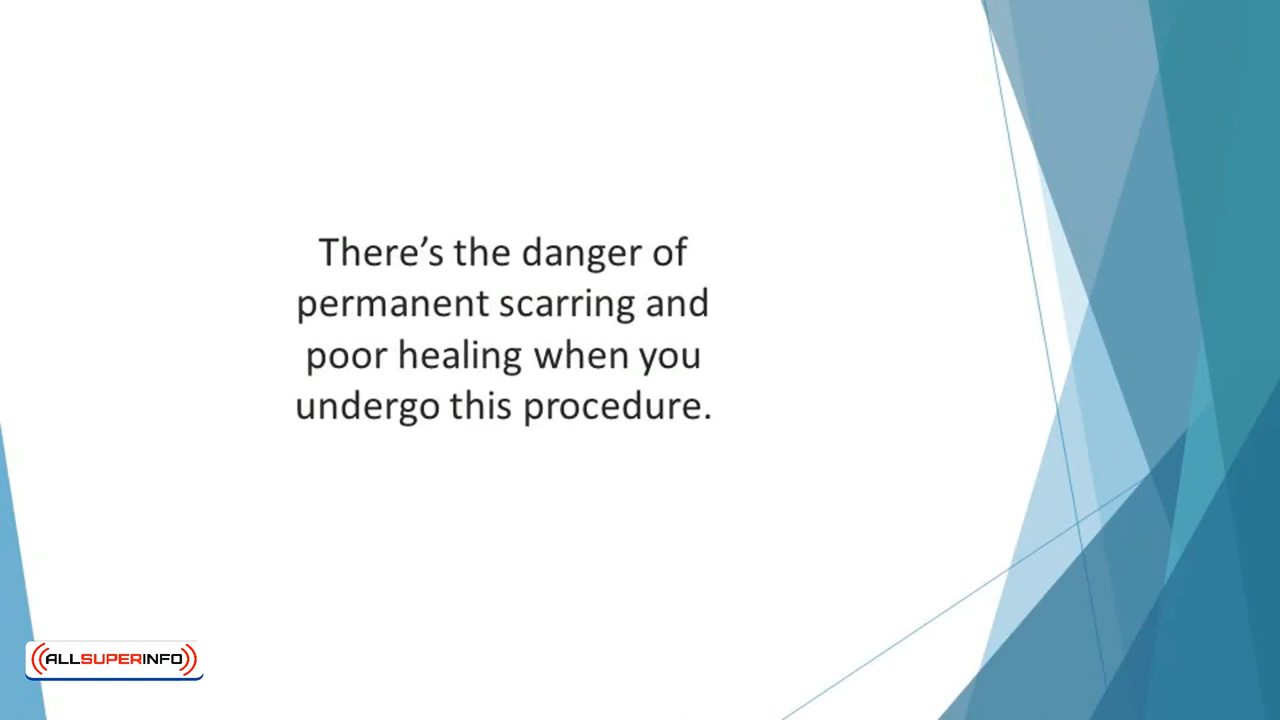 There’s the danger of
permanent scarring and
poor healing when you
undergo this procedure.
ALLSUPERINFO